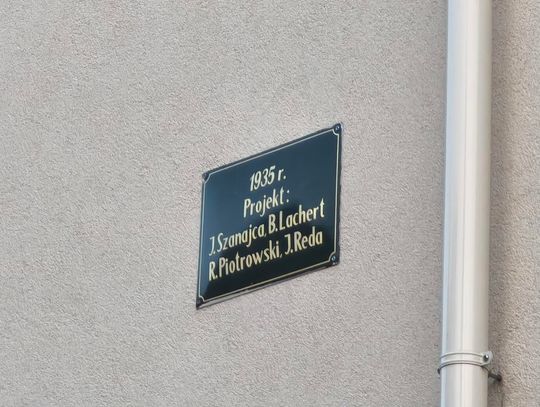 1935 r.
Projekt:
J. Szanajca, B. Lachert
R. Piotrowski, J. Reda